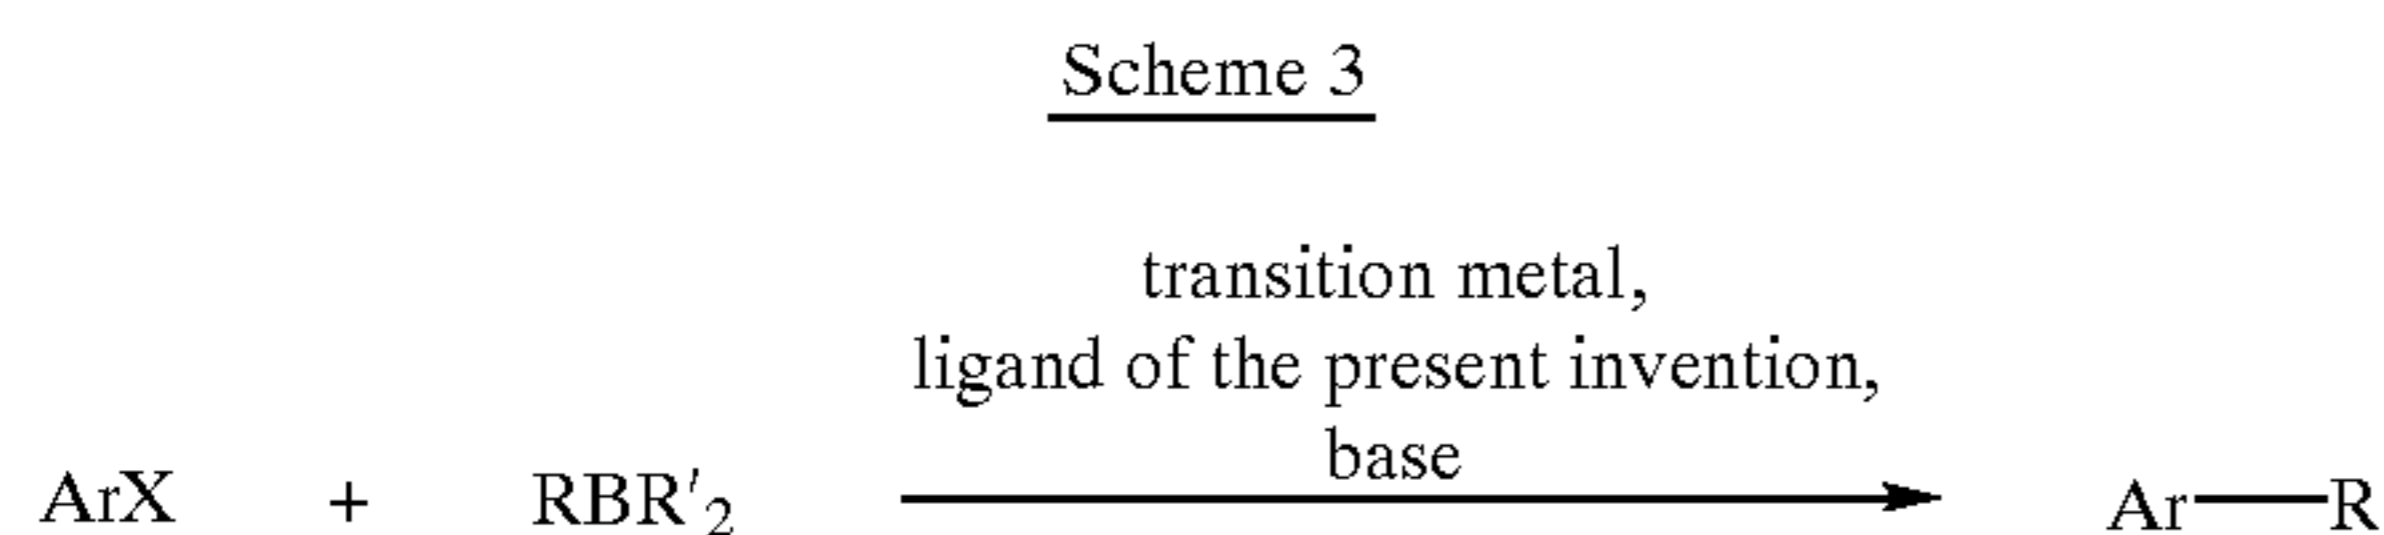 Scheme 3
transition metal,
ligand of the present invention,
base
ArX + RBR′₂ Ar—R